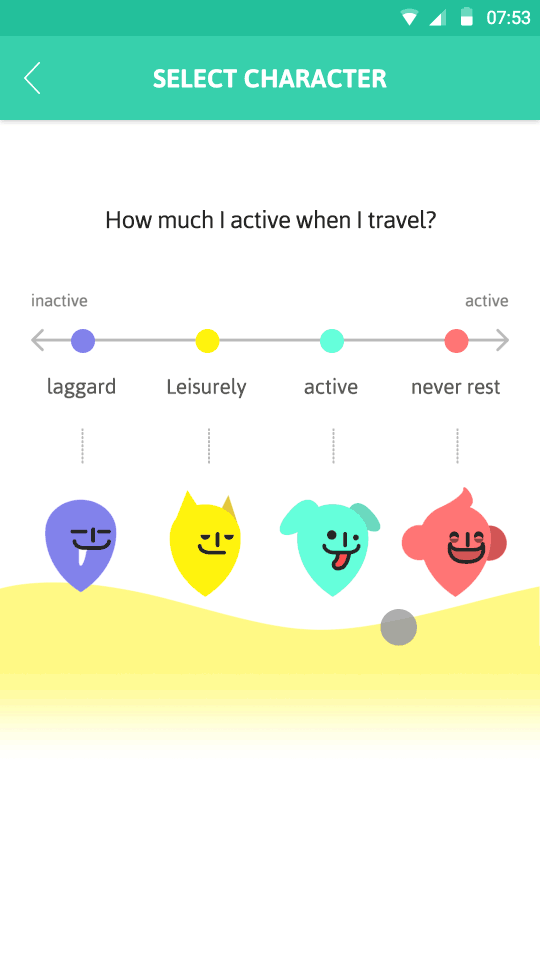 07:53
SELECT CHARACTER
How much I active when I travel?
inactive active
laggard Leisurely active never rest